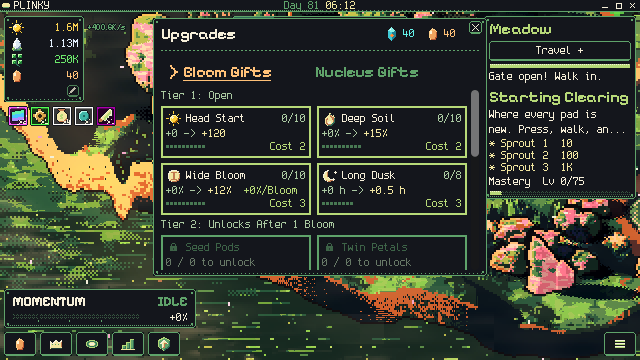 PLINKY
Day 81 06:12
1.6M
+400.6K/s
1.13M
250K
40
Upgrades
40
40
Bloom Gifts
Nucleus Gifts
Tier 1: Open
Head Start 0/10
+0 -> +120
Cost 2
Deep Soil 0/10
+0% -> +15%
Cost 2
Wide Bloom 0/10
+0% -> +12% +0%/Bloom
Cost 3
Long Dusk 0/8
+0 h -> +0.5 h
Cost 3
Tier 2: Unlocks After 1 Bloom
Seed Pods
0 / 0 to unlock
Twin Petals
0 / 0 to unlock
Meadow
Travel +
Gate open! Walk in.
Starting Clearing
Where every pad is
new. Press, walk, an...
* Sprout 1 10
* Sprout 2 100
* Sprout 3 1K
Mastery Lv 0/75
MOMENTUM IDLE
+0%